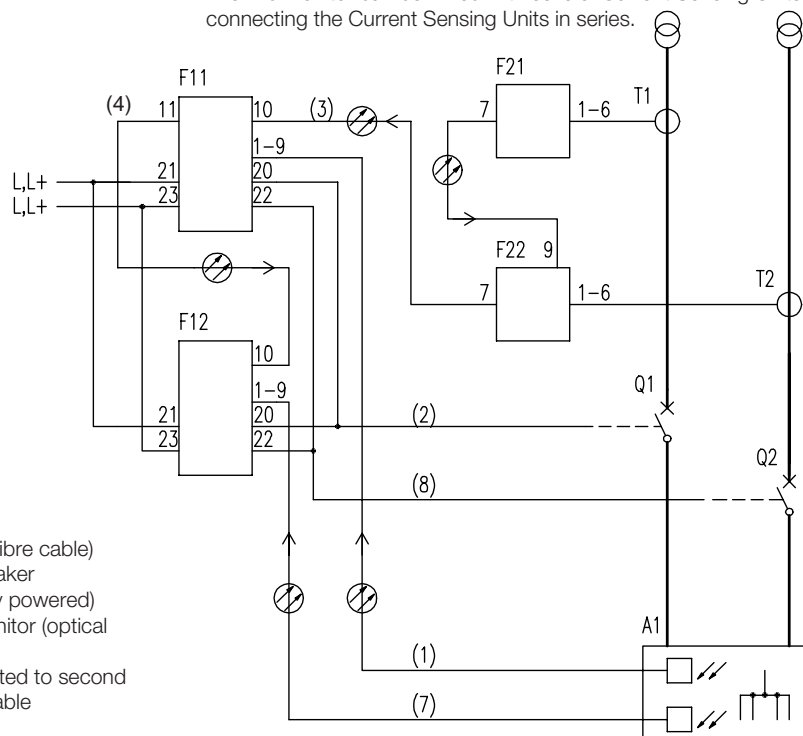 connecting the Current Sensing Units in series.
F11
F21
(4) 11 10 (3) 7 1-6 T1
1-9
L,L+ 21 20
L,L+ 23 22
F22 9
7 1-6 T2
F12
10
1-9 Q1
21 20 (2)
23 22
Q2
(8)
ibre cable)
aker
y powered)
nitor (optical
A1
(1)
ted to second
able
(7)